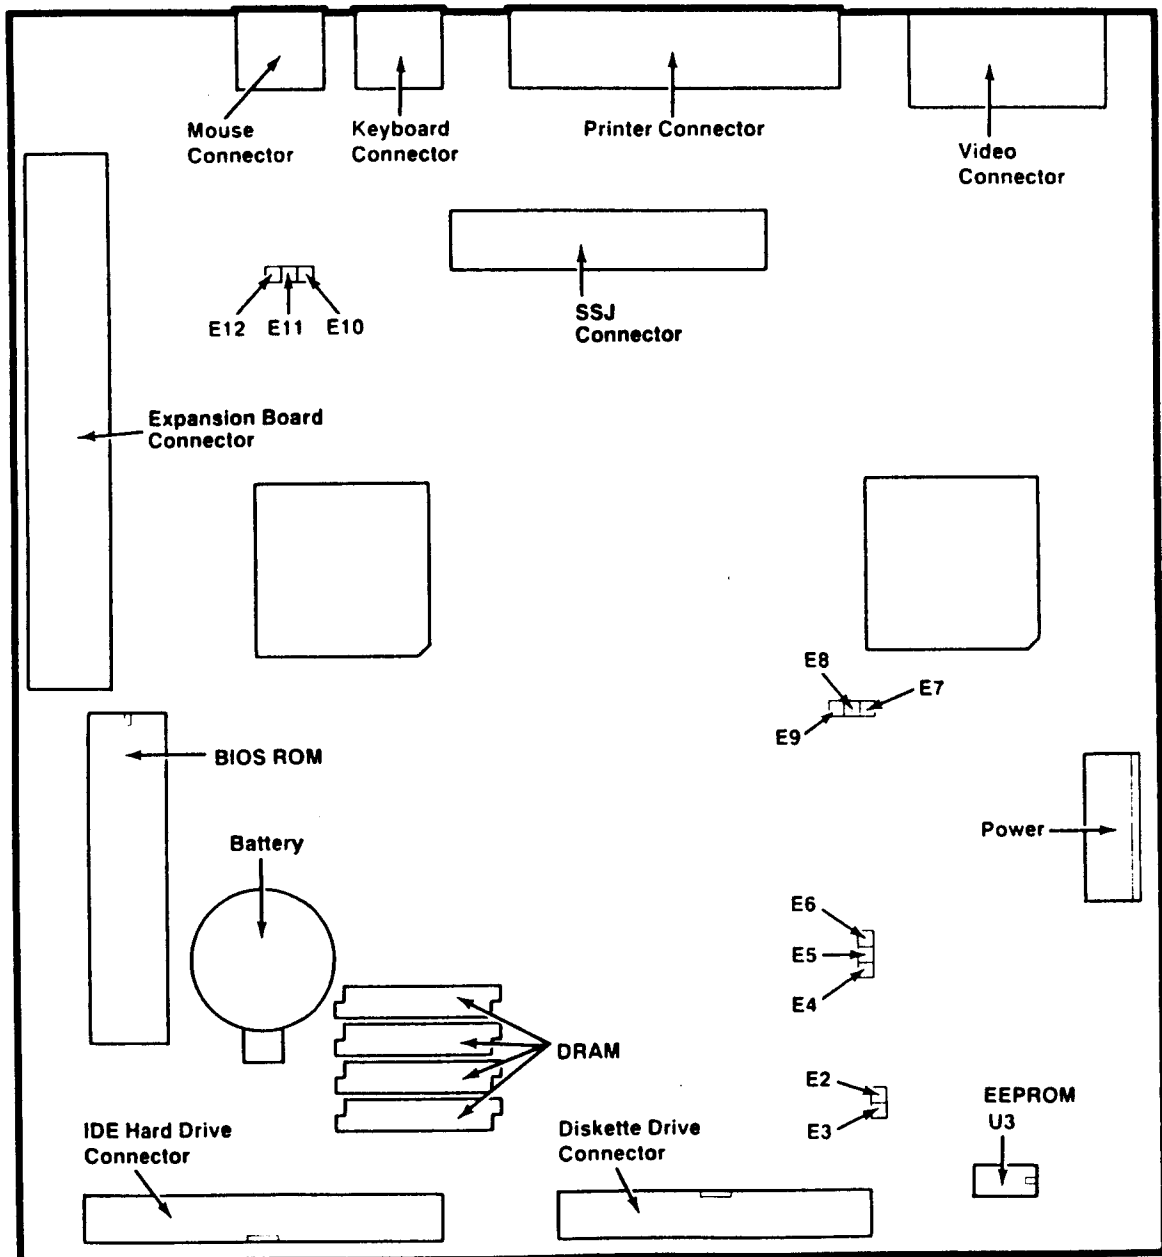 Mouse
Connector
Keyboard
Connector
Printer Connector
Video
Connector
E12 E11 E10
SSJ
Connector
Expansion Board
Connector
E8
E7
E9
BIOS ROM
Power
Battery
E6
E5
E4
DRAM
E2
E3
EEPROM
U3
IDE Hard Drive
Connector
Diskette Drive
Connector